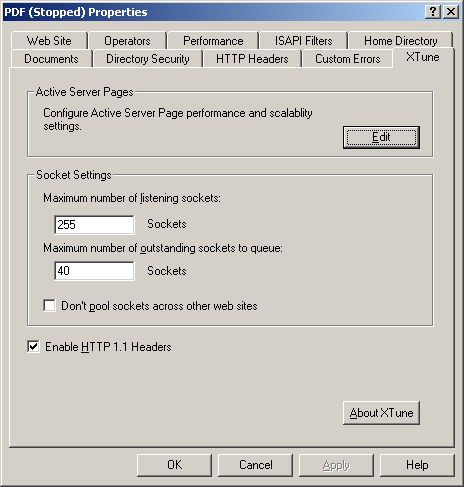 PDF (Stopped) Properties
Web Site Operators Performance ISAPI Filters Home Directory
Documents Directory Security HTTP Headers Custom Errors XTune
Active Server Pages
Configure Active Server Page performance and scalablity
settings.
Edit
Socket Settings
Maximum number of listening sockets:
255 Sockets
Maximum number of outstanding sockets to queue:
40 Sockets
Don't pool sockets across other web sites
Enable HTTP 1.1 Headers
About XTune
OK Cancel Apply Help